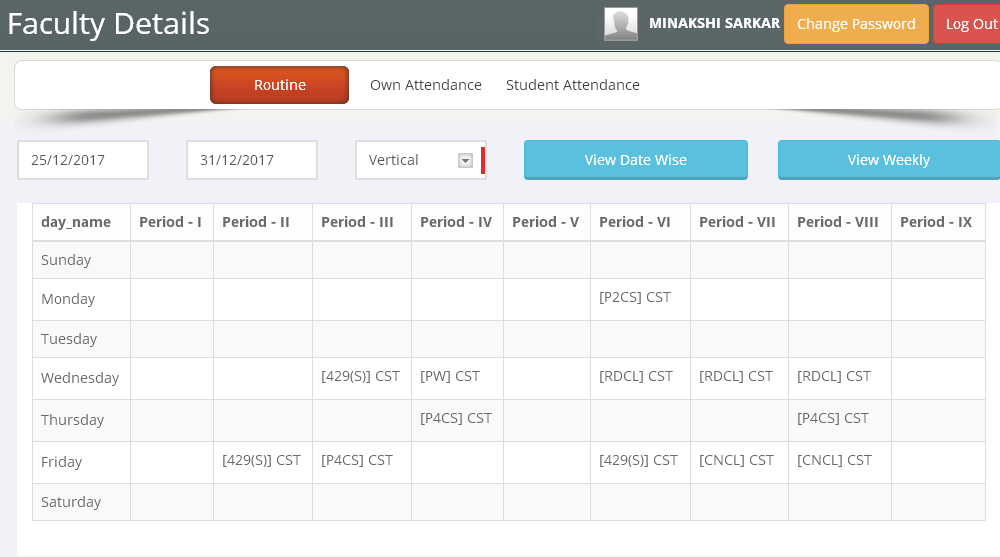 Faculty Details
MINAKSHI SARKAR Change Password Log Out
Routine Own Attendance Student Attendance
25/12/2017 31/12/2017 Vertical View Date Wise View Weekly
day_name Period - I Period - II Period - III Period - IV Period - V Period - VI Period - VII Period - VIII Period - IX
Sunday
Monday [P2CS] CST
Tuesday
Wednesday [429(S)] CST [PW] CST [RDCL] CST [RDCL] CST [RDCL] CST
Thursday [P4CS] CST [P4CS] CST
Friday [429(S)] CST [P4CS] CST [429(S)] CST [CNCL] CST [CNCL] CST
Saturday